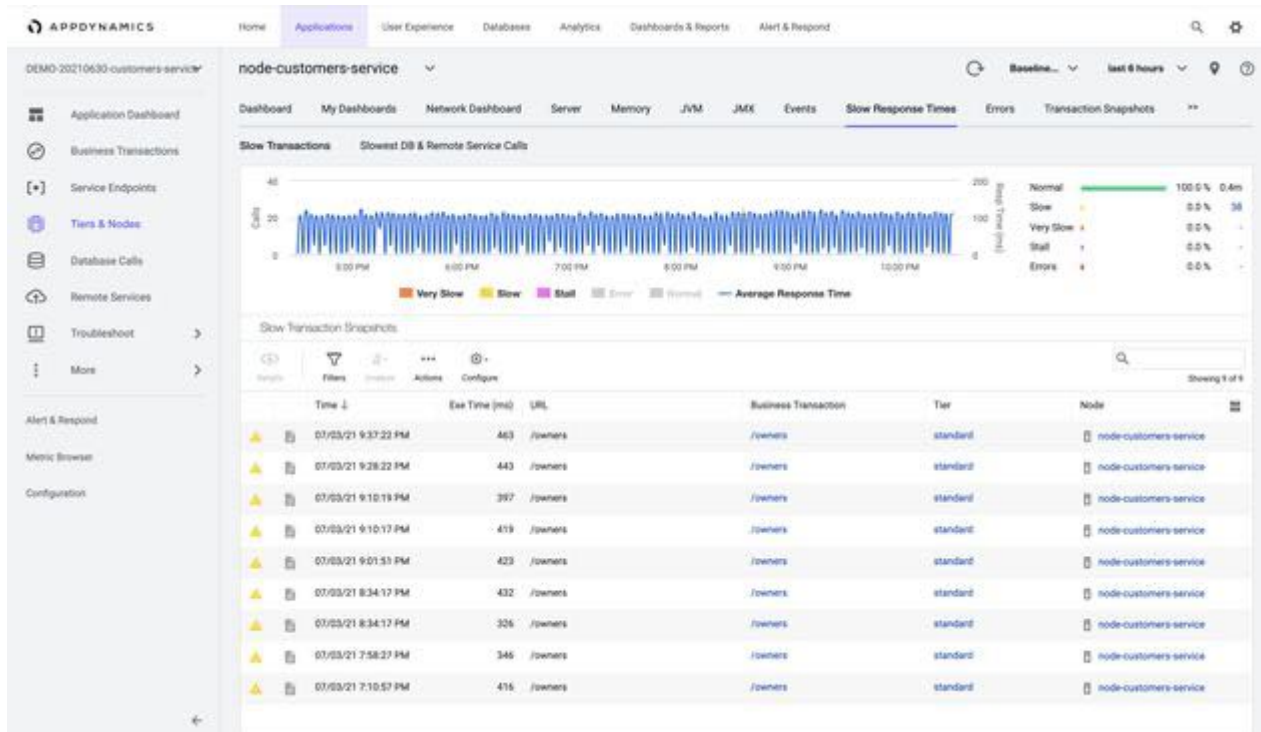 APPDYNAMICS
Home Applications User Experience Databases Analytics Dashboards & Reports Alert & Respond
DEMO-20210630-customers-service
node-customers-service
Baseline... last 6 hours
Dashboard My Dashboards Network Dashboard Server Memory JVM JMX Events Slow Response Times Errors Transaction Snapshots
Slow Transactions Slowest DB & Remote Service Calls
Application Dashboard
Business Transactions
Service Endpoints
Tiers & Nodes
Database Calls
Remote Services
Troubleshoot
More
Alert & Respond
Metric Browser
Configuration
40
20
0
Calls
200
100
0
Resp Time (ms)
5:00 PM 6:00 PM 7:00 PM 8:00 PM 9:00 PM 10:00 PM
Very Slow Slow Stall Error Normal Average Response Time
Normal 100.0 % 0.4m
Slow 0.0 % 38
Very Slow 0.0 % -
Stall 0.0 % -
Errors 0.0 % -
Slow Transaction Snapshots
Details Filters Analyze Actions Configure
Showing 9 of 9
Time ↓ Exe Time (ms) URL Business Transaction Tier Node
07/03/21 9:37:22 PM 463 /owners /owners standard node-customers-service
07/03/21 9:28:22 PM 443 /owners /owners standard node-customers-service
07/03/21 9:10:19 PM 397 /owners /owners standard node-customers-service
07/03/21 9:10:17 PM 419 /owners /owners standard node-customers-service
07/03/21 9:01:51 PM 423 /owners /owners standard node-customers-service
07/03/21 8:34:17 PM 432 /owners /owners standard node-customers-service
07/03/21 8:34:17 PM 326 /owners /owners standard node-customers-service
07/03/21 7:58:27 PM 346 /owners /owners standard node-customers-service
07/03/21 7:10:57 PM 416 /owners /owners standard node-customers-service